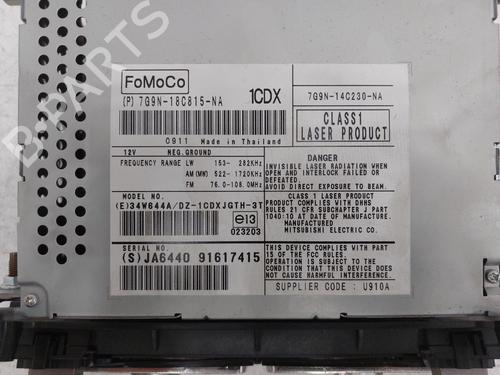 B-PARTS
FoMoCo
(P) 7G9N-18C815-NA
1CDX
7G9N-14C230-NA
CLASS1
LASER PRODUCT
0911 Made in Thailand
12V NEG.GROUND
FREQUENCY RANGE LW 153- 282KHz
AM(MW) 522- 1720KHz
FM 76.0-108.0MHz
DANGER
INVISIBLE LASER RADIATION WHEN
OPEN AND INTERLOCK FAILED OR
DEFEATED.
AVOID DIRECT EXPOSURE TO BEAM.
MODEL NO.
(E)34W644A/DZ-1CDXJGTH-3T
e13
023203
CLASS 1 LASER PRODUCT
THIS PRODUCT COMPLIES WITH DHHS
RULES 21 CFR SUBCHAPTER J PART
1040:10 AT DATE OF MANUFACTURE.
MANUFACTURED
MITSUBISHI ELECTRIC CO.
SERIAL NO.
(S)JA6440 91617415
THIS DEVICE COMPLIES WITH PART
15 OF THE FCC RULES.
OPERATION IS SUBJECT TO THE
CONDITION THAT THIS DEVICE
DOES NOT CAUSE
HARMFUL INTERFERENCE
SUPPLIER CODE : U910A